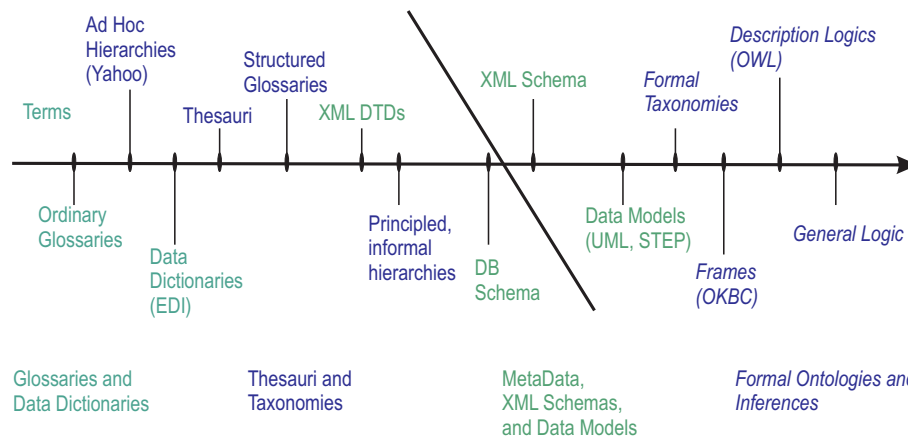 Ad Hoc
Hierarchies
(Yahoo)
Terms
Thesauri
Structured
Glossaries
XML DTDs
XML Schema
Formal
Taxonomies
Description Logics
(OWL)
Ordinary
Glossaries
Data
Dictionaries
(EDI)
Principled,
informal
hierarchies
DB
Schema
Data Models
(UML, STEP)
Frames
(OKBC)
General Logic
Glossaries and
Data Dictionaries
Thesauri and
Taxonomies
MetaData,
XML Schemas,
and Data Models
Formal Ontologies and
Inferences